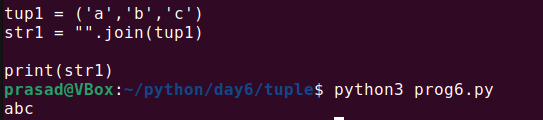 tup1 = ('a','b','c')
str1 = "".join(tup1)
print(str1)
prasad@VBox:~/python/day6/tuple$ python3 prog6.py
abc